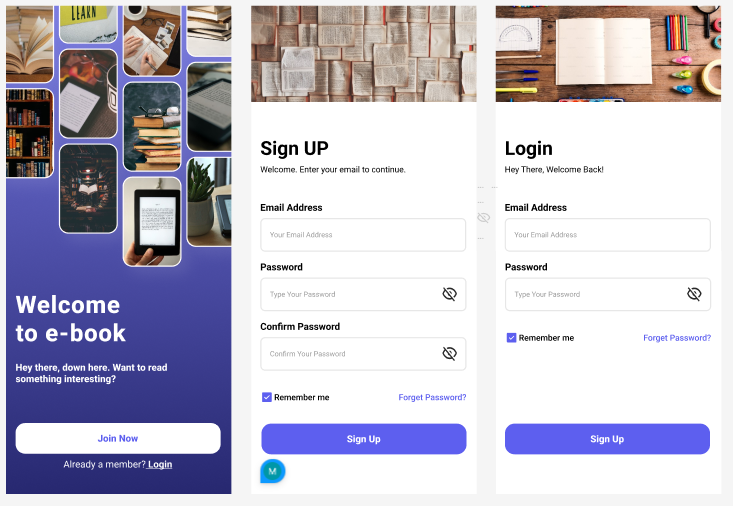 LEARN
Welcome
to e-book
Hey there, down here. Want to read
something interesting?
Join Now
Already a member? Login
Sign UP
Welcome. Enter your email to continue.
Email Address
Your Email Address
Password
Type Your Password
Confirm Password
Confirm Your Password
Remember me
Forget Password?
Sign Up
M
Login
Hey There, Welcome Back!
Email Address
Your Email Address
Password
Type Your Password
Remember me
Forget Password?
Sign Up